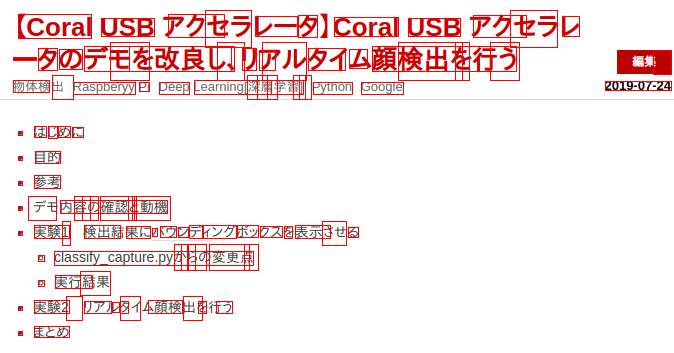 【Coral USB アクセラレータ】Coral USB アクセラレ
ータのデモを改良し、リアルタイム顔検出を行う
編集
物体検出 Raspberyy Pi Deep Learning[深層学習] Python Google
2019-07-24
はじめに
目的
参考
デモ内容の確認と動機
実験1 検出結果にバウンディングボックスを表示させる
classify_capture.pyからの変更点
実行結果
実験2 リアルタイム顔検出を行う
まとめ